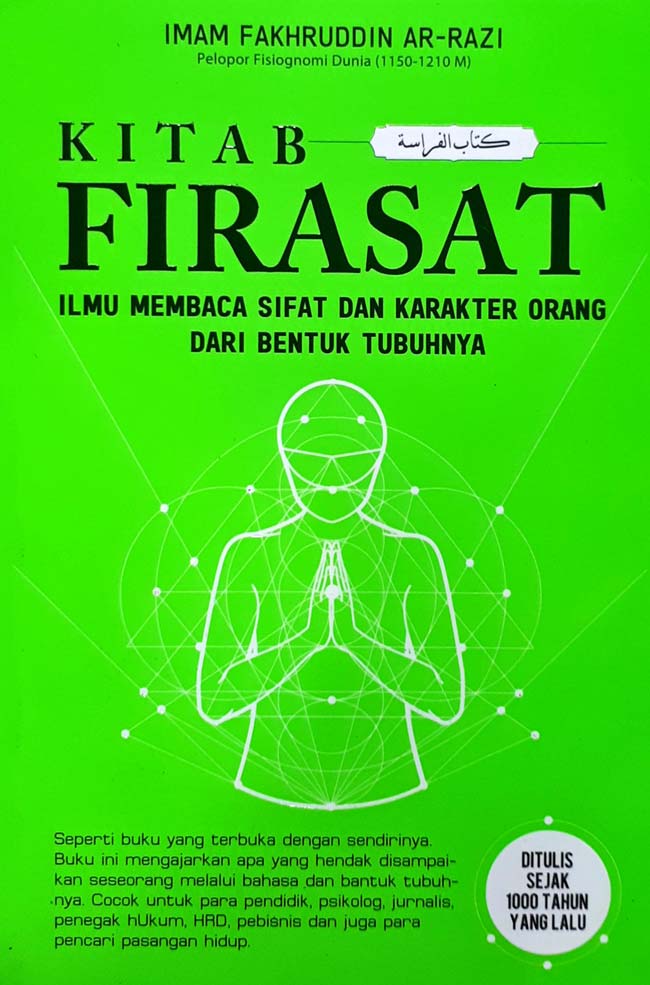 IMAM FAKHRUDDIN AR-RAZI
Pelopor Fisiognomi Dunia (1150-1210 M)
KITAB
كتاب الفراسة
FIRASAT
ILMU MEMBACA SIFAT DAN KARAKTER ORANG
DARI BENTUK TUBUHNYA
Seperti buku yang terbuka dengan sendirinya.
Buku ini mengajarkan apa yang hendak disampai-
kan seseorang melalui bahasa dan bantuk tubuh-
nya. Cocok untuk para pendidik, psikolog, jurnalis,
penegak hUkum, HRD, pebisnis dan juga para
pencari pasangan hidup.
DITULIS
SEJAK
1000 TAHUN
YANG LALU